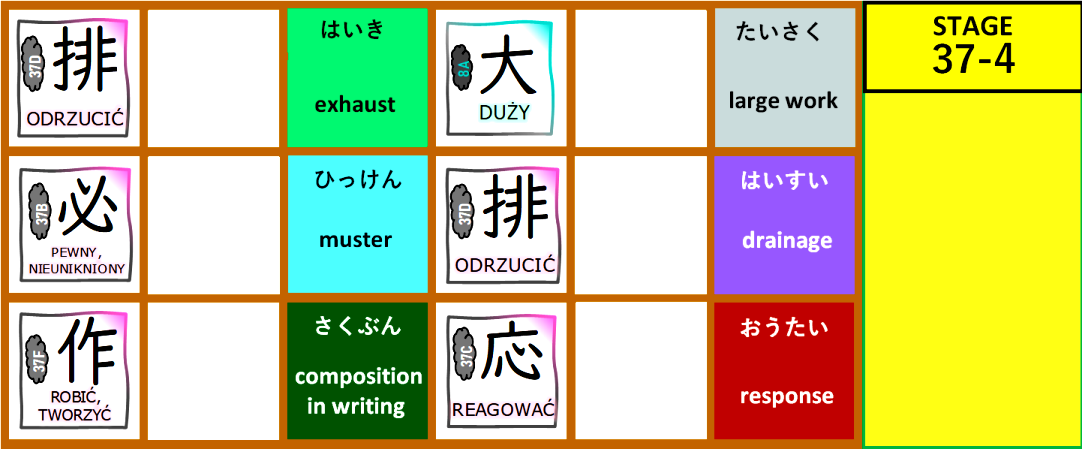 37D
排
ODRZUCIĆ
はいき
exhaust
8A
大
DUŻY
たいさく
large work
STAGE
37-4
37B
必
PEWNY,
NIEUNIKNIONY
ひっけん
muster
37D
排
ODRZUCIĆ
はいすい
drainage
37F
作
ROBIĆ,
TWORZYĆ
さくぶん
composition
in writing
37C
応
REAGOWAĆ
おうたい
response